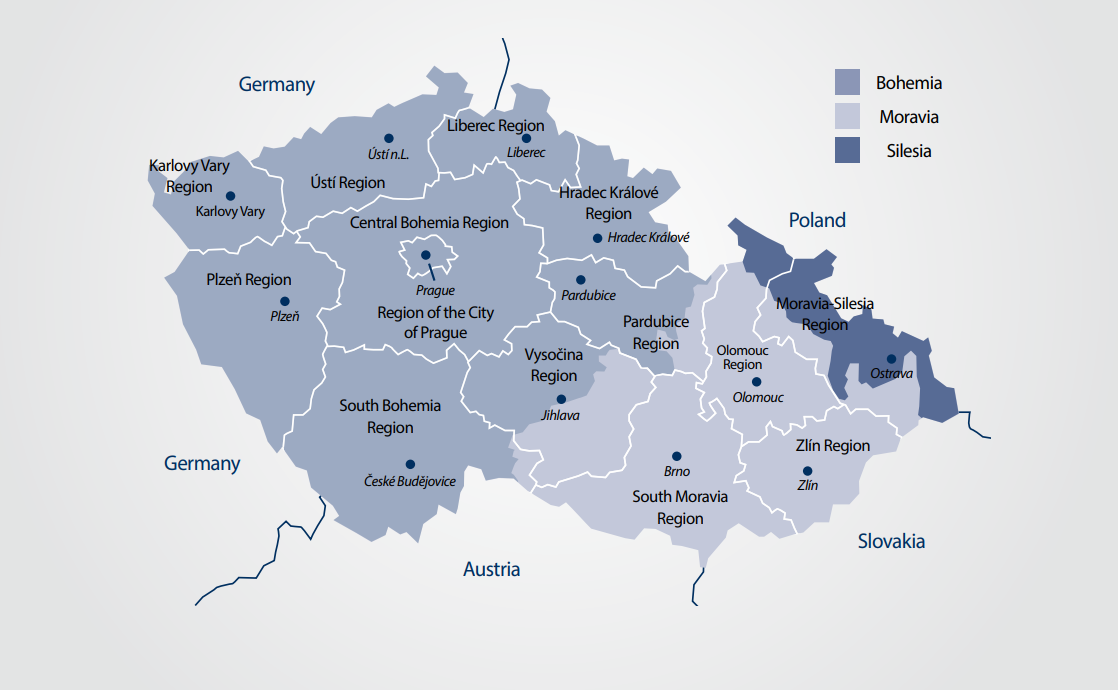 Germany
Bohemia
Moravia
Silesia
Liberec Region
Liberec
Ústí n.L.
Ústí Region
Karlovy Vary
Region
Karlovy Vary
Hradec Králové
Region
Hradec Králové
Poland
Central Bohemia Region
Prague
Region of the City
of Prague
Plzeň Region
Plzeň
Pardubice
Pardubice
Region
Moravia-Silesia
Region
Ostrava
Olomouc
Region
Olomouc
Vysočina
Region
Jihlava
South Bohemia
Region
České Budějovice
Germany
Zlín Region
Zlín
Brno
South Moravia
Region
Slovakia
Austria